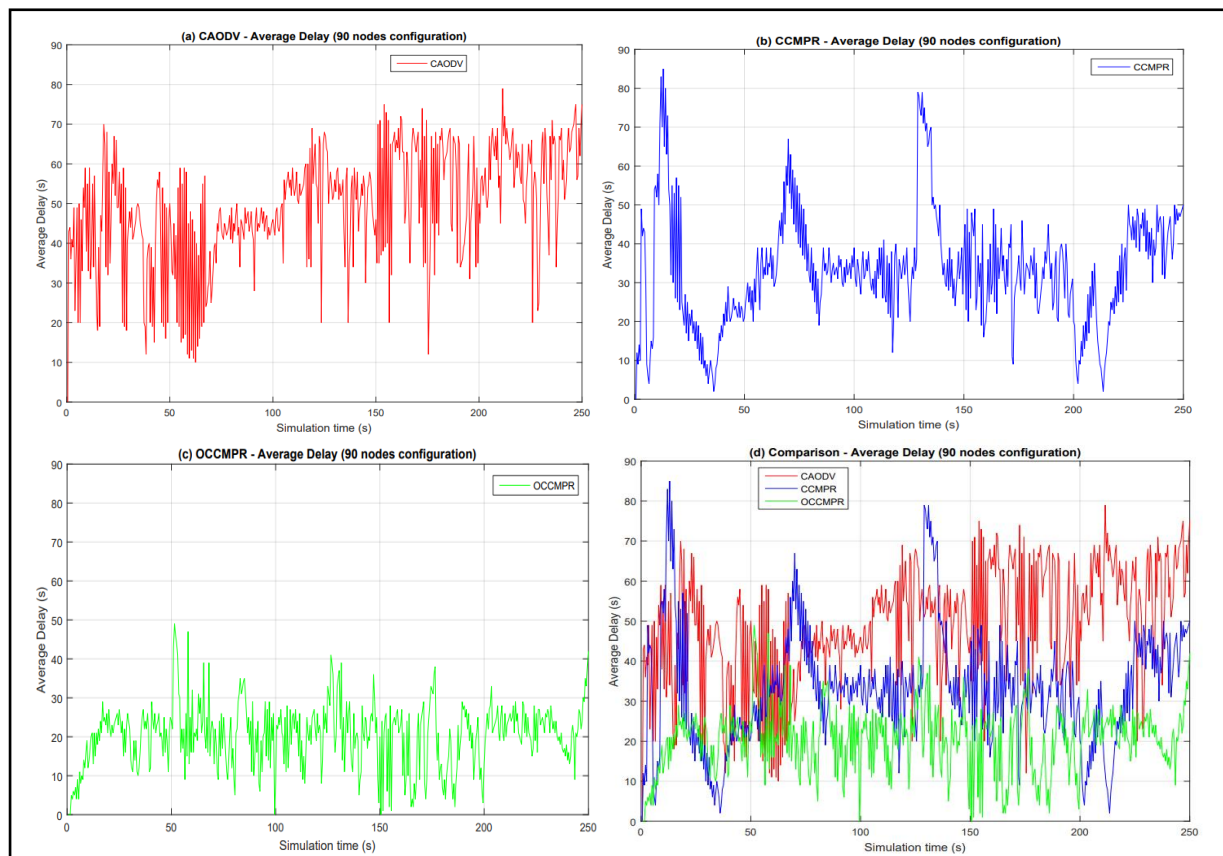 (a) CAODV - Average Delay (90 nodes configuration)
CAODV
Average Delay (s)
90
80
70
60
50
40
30
20
10
0
0 50 100 150 200 250
Simulation time (s)
(b) CCMPR - Average Delay (90 nodes configuration)
CCMPR
Average Delay (s)
90
80
70
60
50
40
30
20
10
0
0 50 100 150 200 250
Simulation time (s)
(c) OCCMPR - Average Delay (90 nodes configuration)
OCCMPR
Average Delay (s)
90
80
70
60
50
40
30
20
10
0
0 50 100 150 200 250
Simulation time (s)
(d) Comparison - Average Delay (90 nodes configuration)
CAODV
CCMPR
OCCMPR
Average Delay (s)
90
80
70
60
50
40
30
20
10
0
0 50 100 150 200 250
Simulation time (s)